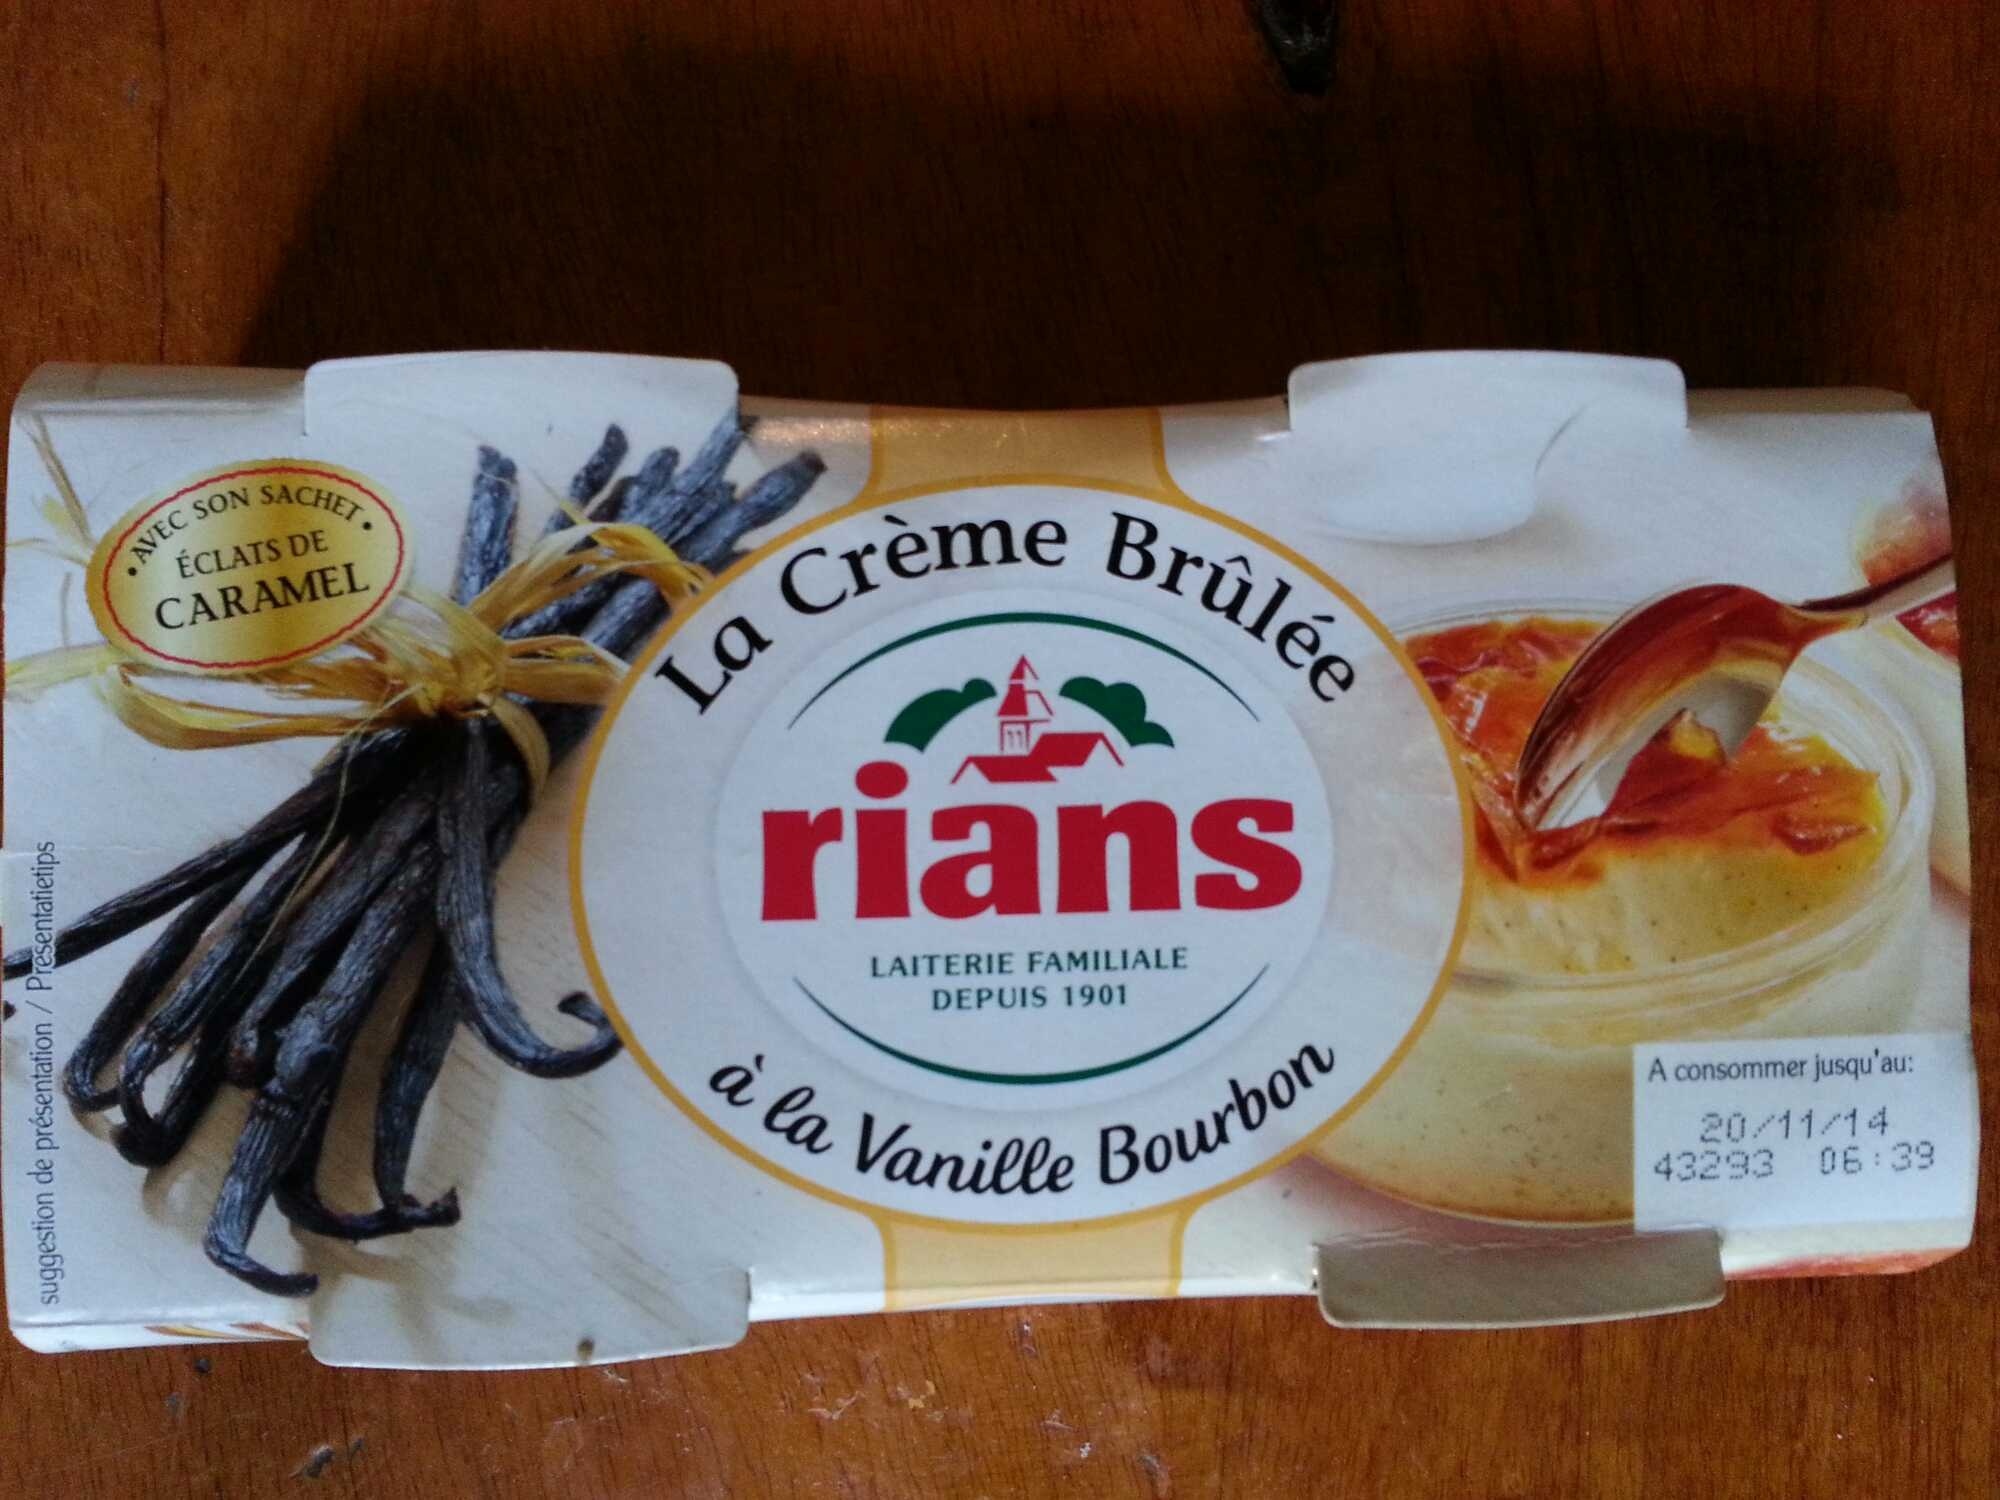 • AVEC SON SACHET •
ÉCLATS DE
CARAMEL
La Crème Brûlée
rians
LAITERIE FAMILIALE
DEPUIS 1901
à la Vanille Bourbon
A consommer jusqu'au:
20/11/14
43293 06:39
suggestion de présentation / Presentatietips